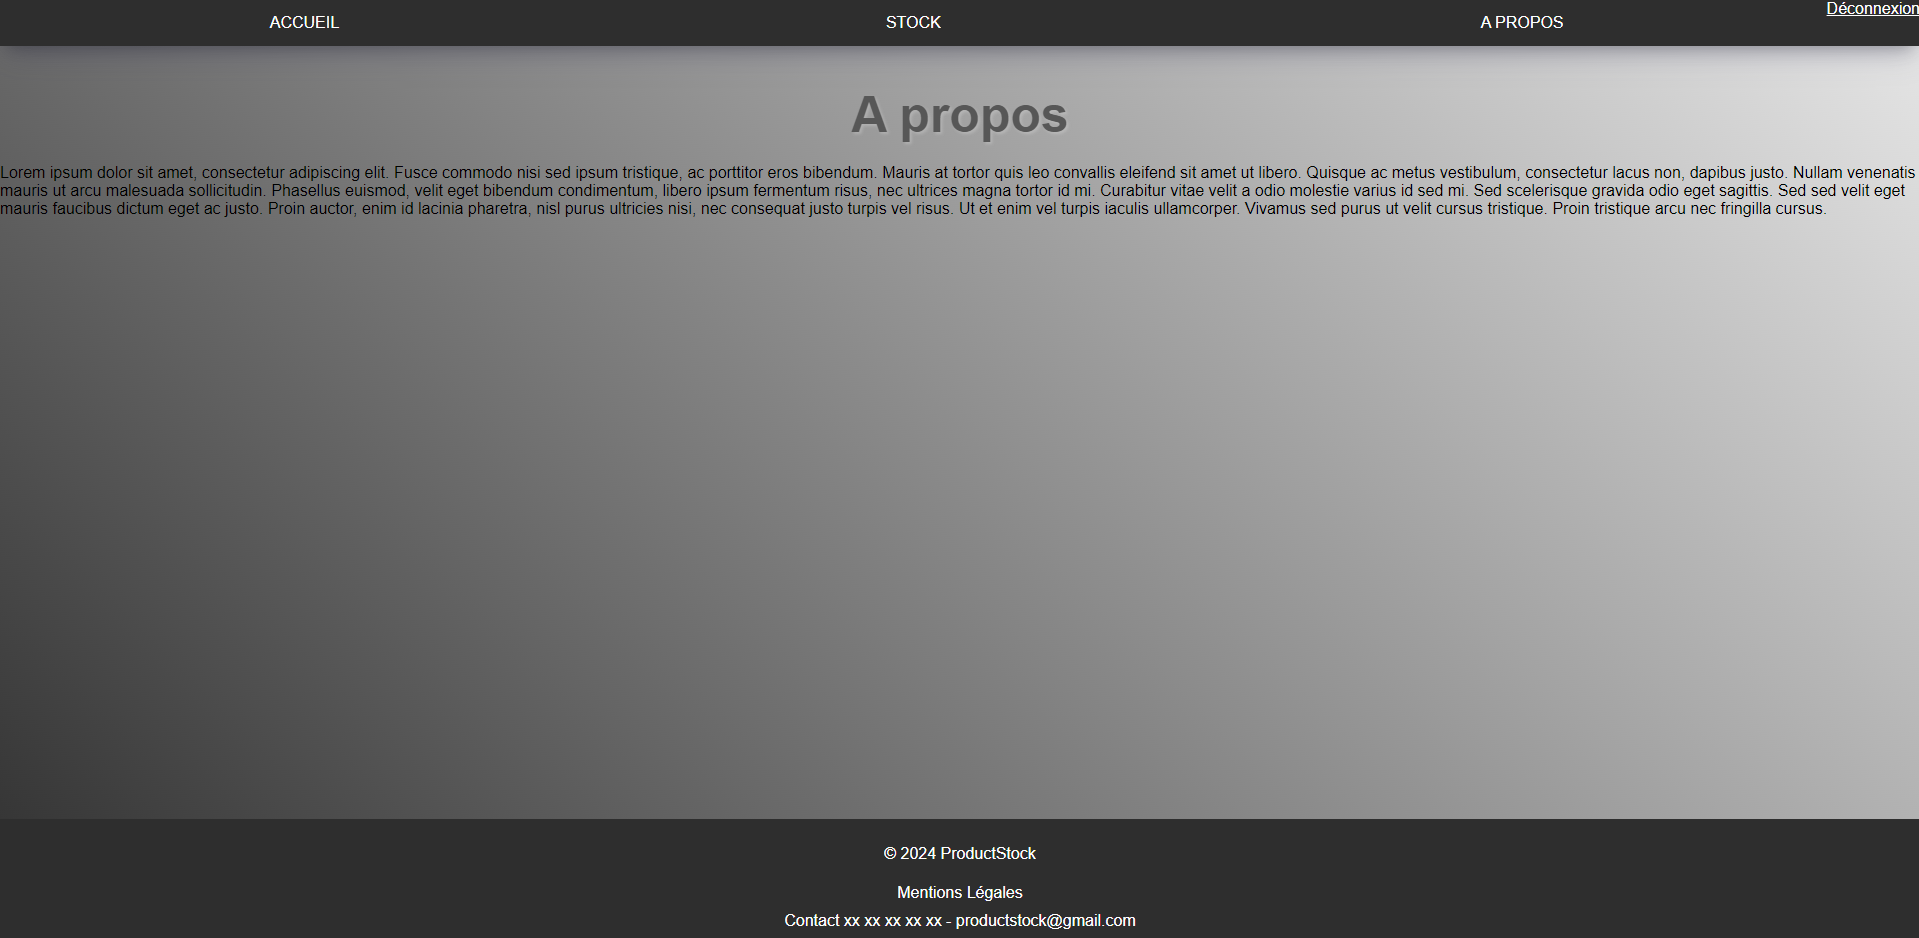 ACCUEIL STOCK A PROPOS Déconnexion
A propos
Lorem ipsum dolor sit amet, consectetur adipiscing elit. Fusce commodo nisi sed ipsum tristique, ac porttitor eros bibendum. Mauris at tortor quis leo convallis eleifend sit amet ut libero. Quisque ac metus vestibulum, consectetur lacus non, dapibus justo. Nullam venenatis
mauris ut arcu malesuada sollicitudin. Phasellus euismod, velit eget bibendum condimentum, libero ipsum fermentum risus, nec ultrices magna tortor id mi. Curabitur vitae velit a odio molestie varius id sed mi. Sed scelerisque gravida odio eget sagittis. Sed sed velit eget
mauris faucibus dictum eget ac justo. Proin auctor, enim id lacinia pharetra, nisl purus ultricies nisi, nec consequat justo turpis vel risus. Ut et enim vel turpis iaculis ullamcorper. Vivamus sed purus ut velit cursus tristique. Proin tristique arcu nec fringilla cursus.
© 2024 ProductStock
Mentions Légales
Contact xx xx xx xx xx - productstock@gmail.com